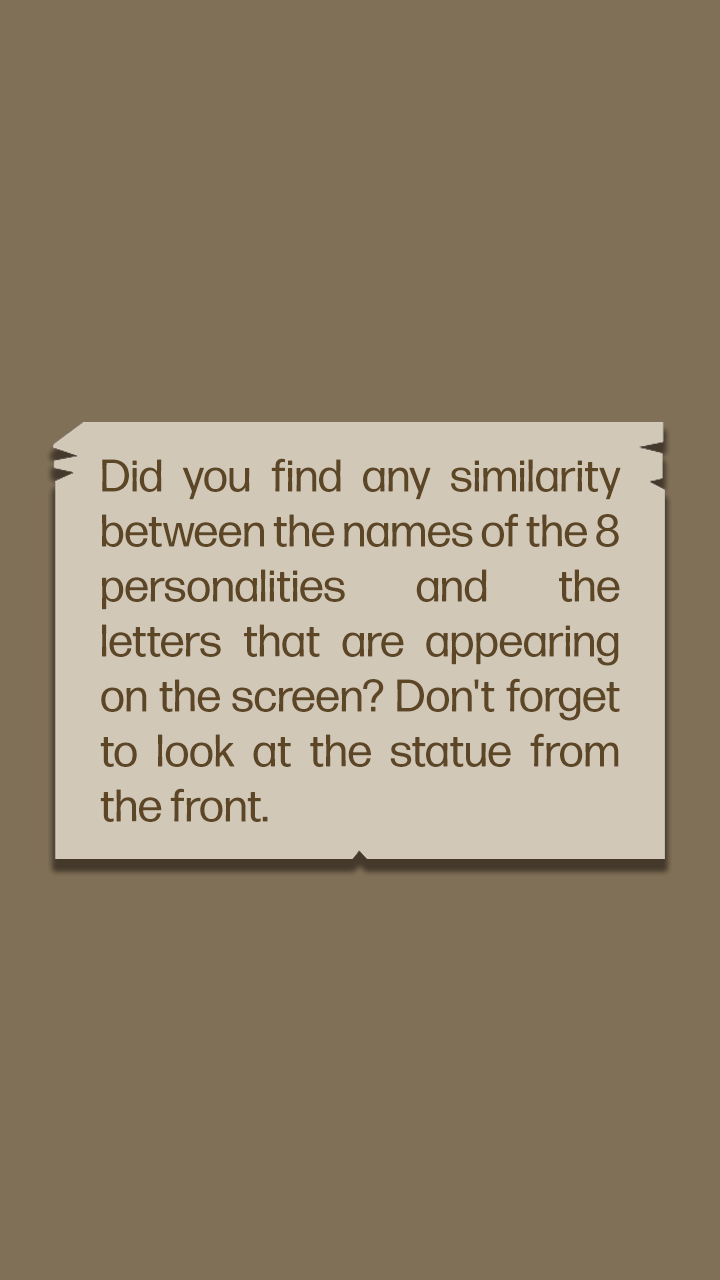 Did you find any similarity
between the names of the 8
personalities and the
letters that are appearing
on the screen? Don't forget
to look at the statue from
the front.